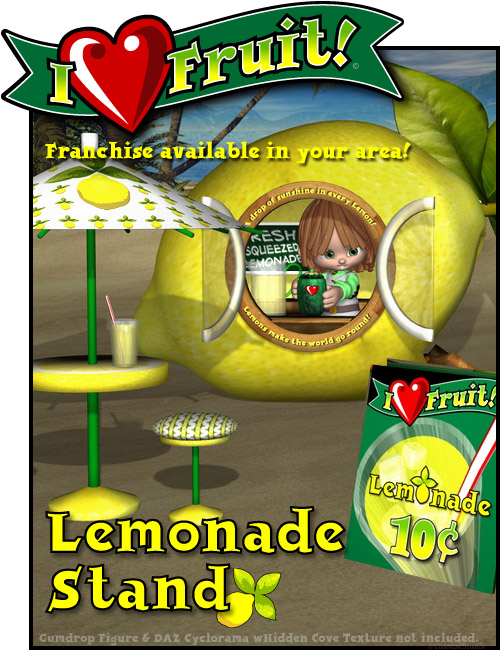 I Fruit!
©
Franchise available in your area!
A drop of sunshine in every Lemon!
FRESH
SQUEEZED
LEMONADE
Lemons make the world go round!
I Fruit!
Lemonade
10¢
Lemonade
Stand
Gumdrop Figure & DAZ Cyclorama wHidden Cove Texture not included.